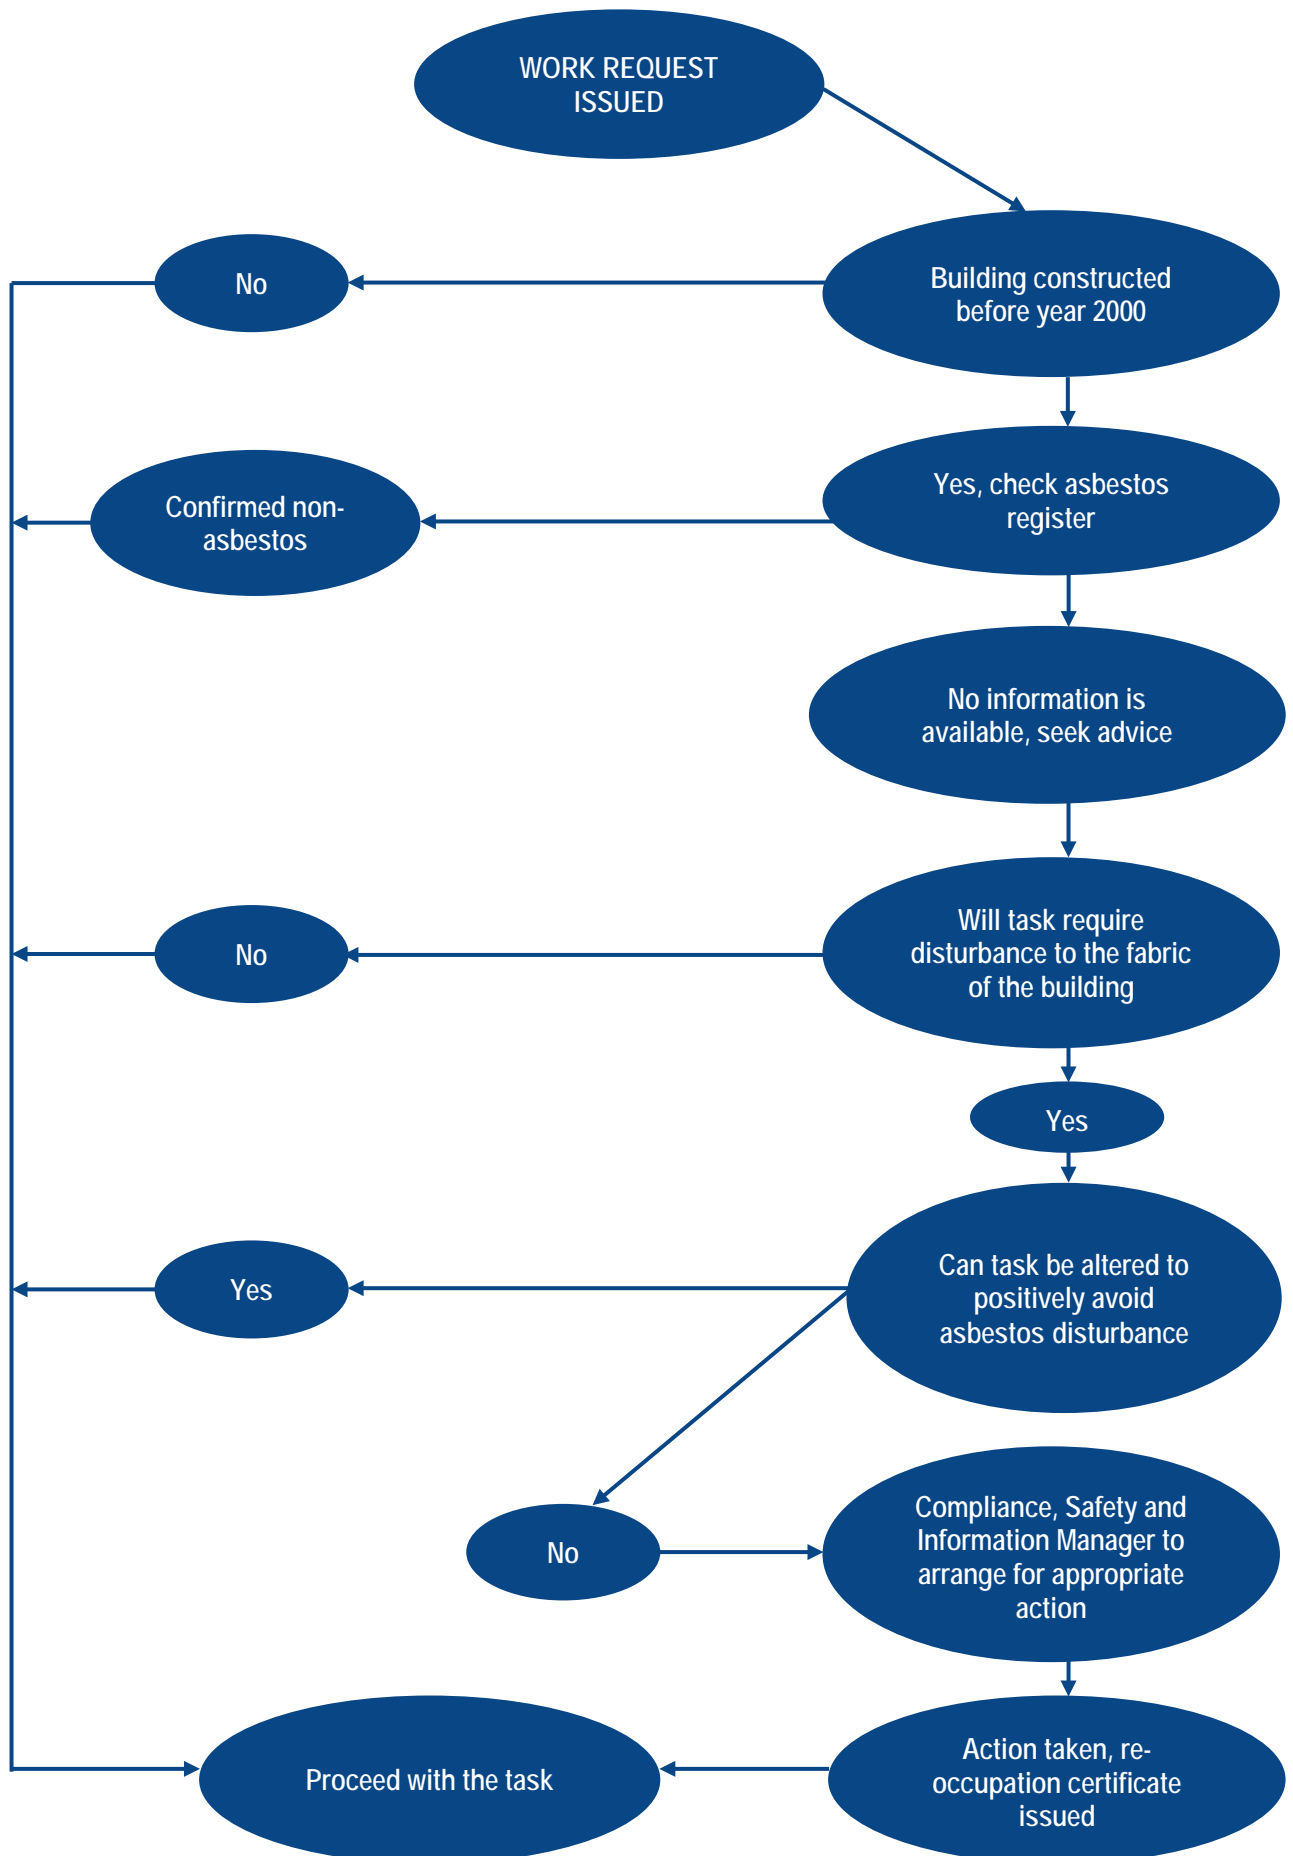 WORK REQUEST
ISSUED
No
Building constructed
before year 2000
Confirmed non-
asbestos
Yes, check asbestos
register
No information is
available, seek advice
No
Will task require
disturbance to the fabric
of the building
Yes
Yes
Can task be altered to
positively avoid
asbestos disturbance
No
Compliance, Safety and
Information Manager to
arrange for appropriate
action
Proceed with the task
Action taken, re-
occupation certificate
issued